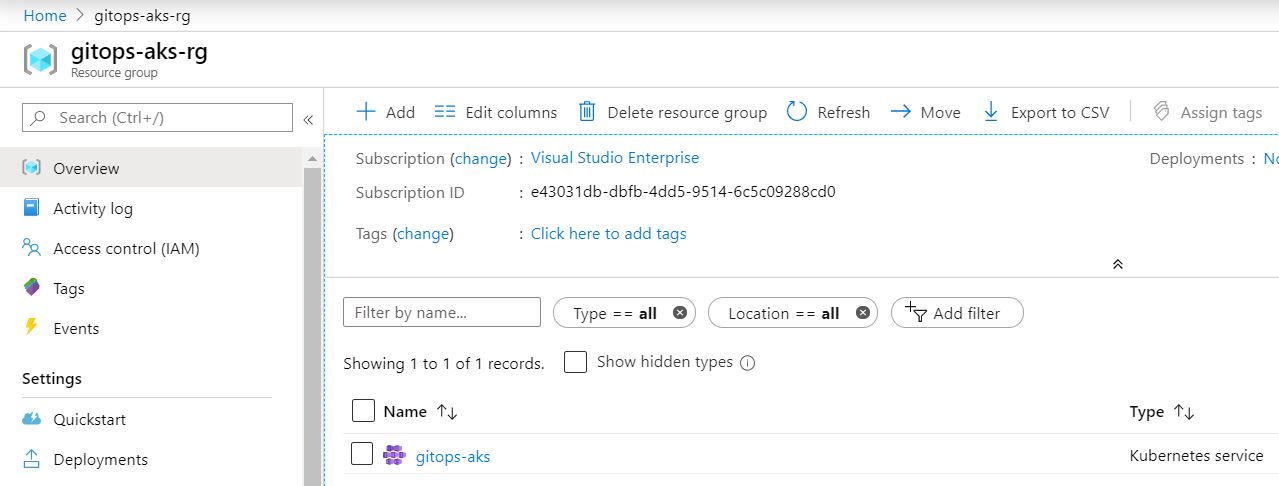 Home > gitops-aks-rg
gitops-aks-rg
Resource group
Search (Ctrl+/)
«
Add
Edit columns
Delete resource group
Refresh
Move
Export to CSV
Assign tags
Overview
Activity log
Access control (IAM)
Tags
Events
Settings
Quickstart
Deployments
Subscription (change) : Visual Studio Enterprise
Deployments :
Subscription ID : e43031db-dbfb-4dd5-9514-6c5c09288cd0
Tags (change) : Click here to add tags
Filter by name...
Type == all
Location == all
Add filter
Showing 1 to 1 of 1 records.
Show hidden types
Name
Type
gitops-aks
Kubernetes service